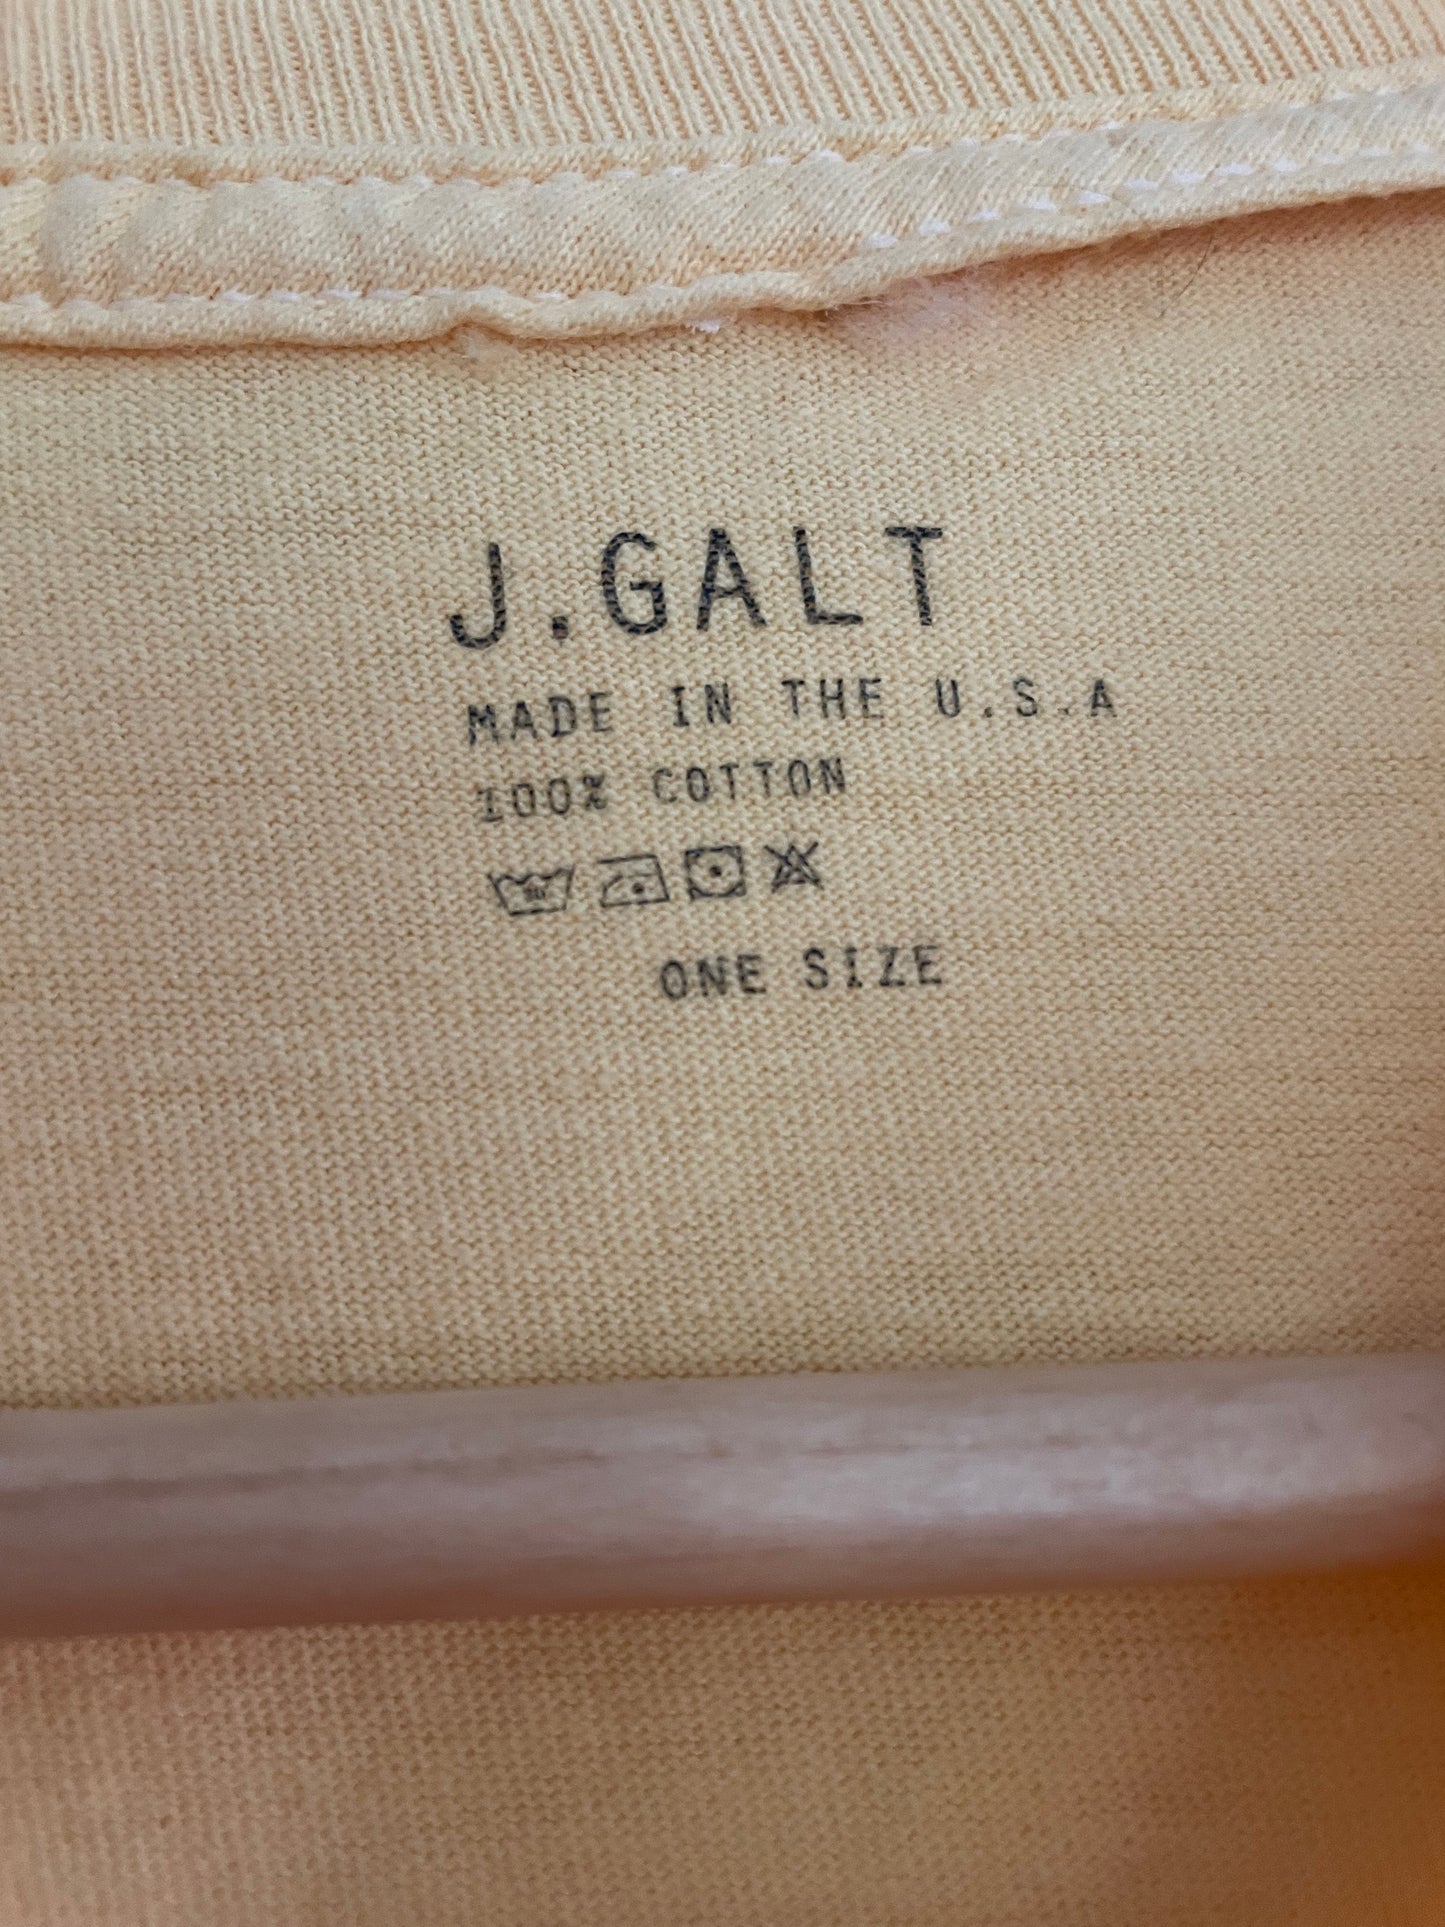 J.GALT
MADE IN THE U.S.A
100% COTTON
ONE SIZE